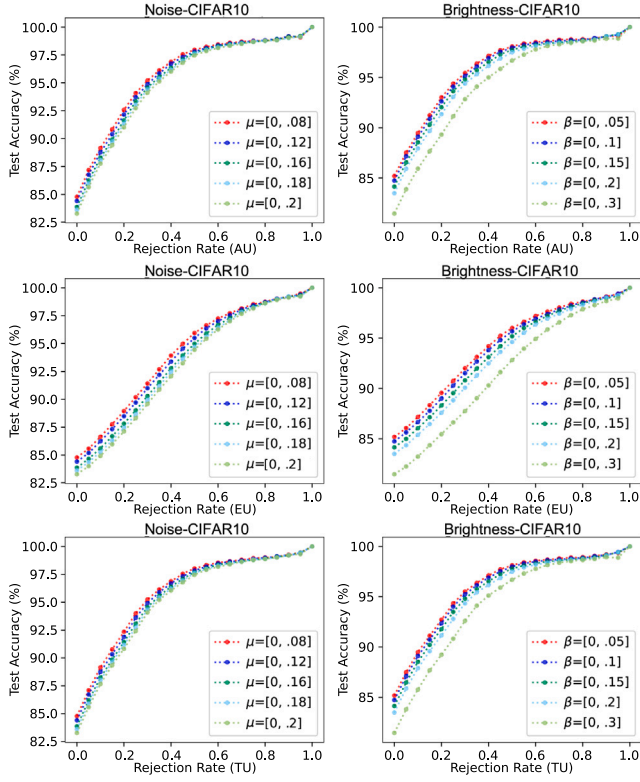 Noise-CIFAR10
100.0
97.5
95.0
92.5
90.0
87.5
85.0
82.5
Test Accuracy (%)
μ=[0, .08]
μ=[0, .12]
μ=[0, .16]
μ=[0, .18]
μ=[0, .2]
0.0 0.2 0.4 0.6 0.8 1.0
Rejection Rate (AU)
Brightness-CIFAR10
100
95
90
85
Test Accuracy (%)
β=[0, .05]
β=[0, .1]
β=[0, .15]
β=[0, .2]
β=[0, .3]
0.0 0.2 0.4 0.6 0.8 1.0
Rejection Rate (AU)
Noise-CIFAR10
100.0
97.5
95.0
92.5
90.0
87.5
85.0
82.5
Test Accuracy (%)
μ=[0, .08]
μ=[0, .12]
μ=[0, .16]
μ=[0, .18]
μ=[0, .2]
0.0 0.2 0.4 0.6 0.8 1.0
Rejection Rate (EU)
Brightness-CIFAR10
100
95
90
85
Test Accuracy (%)
β=[0, .05]
β=[0, .1]
β=[0, .15]
β=[0, .2]
β=[0, .3]
0.0 0.2 0.4 0.6 0.8 1.0
Rejection Rate (EU)
Noise-CIFAR10
100.0
97.5
95.0
92.5
90.0
87.5
85.0
82.5
Test Accuracy (%)
μ=[0, .08]
μ=[0, .12]
μ=[0, .16]
μ=[0, .18]
μ=[0, .2]
0.0 0.2 0.4 0.6 0.8 1.0
Rejection Rate (TU)
Brightness-CIFAR10
100
95
90
85
Test Accuracy (%)
β=[0, .05]
β=[0, .1]
β=[0, .15]
β=[0, .2]
β=[0, .3]
0.0 0.2 0.4 0.6 0.8 1.0
Rejection Rate (TU)